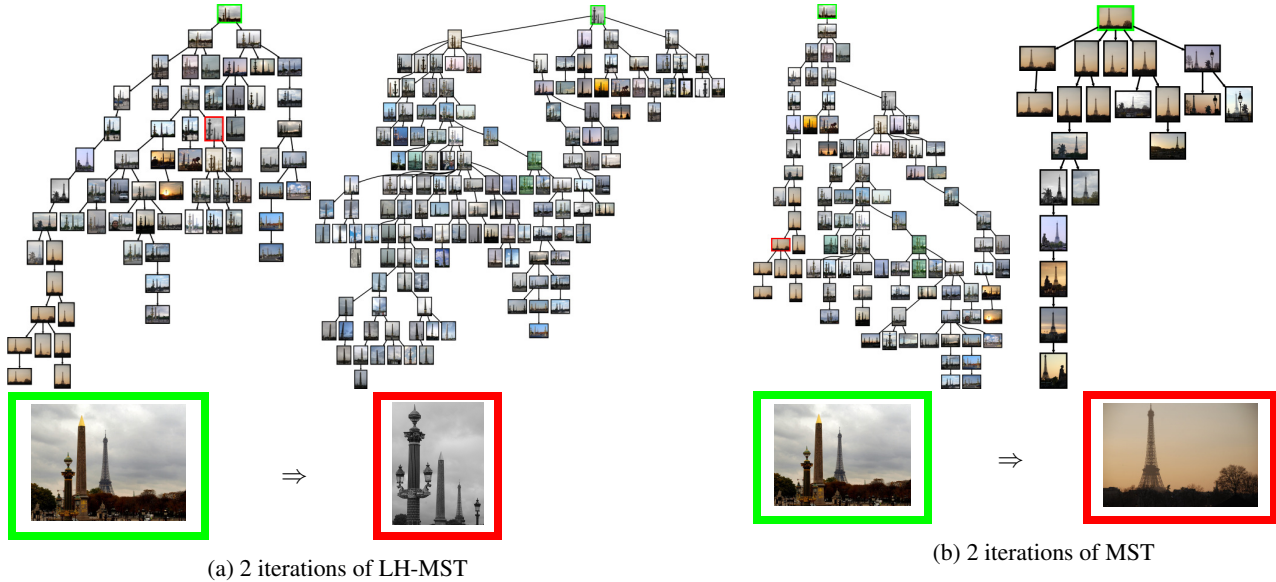 ⇒
⇒
(a) 2 iterations of LH-MST
(b) 2 iterations of MST